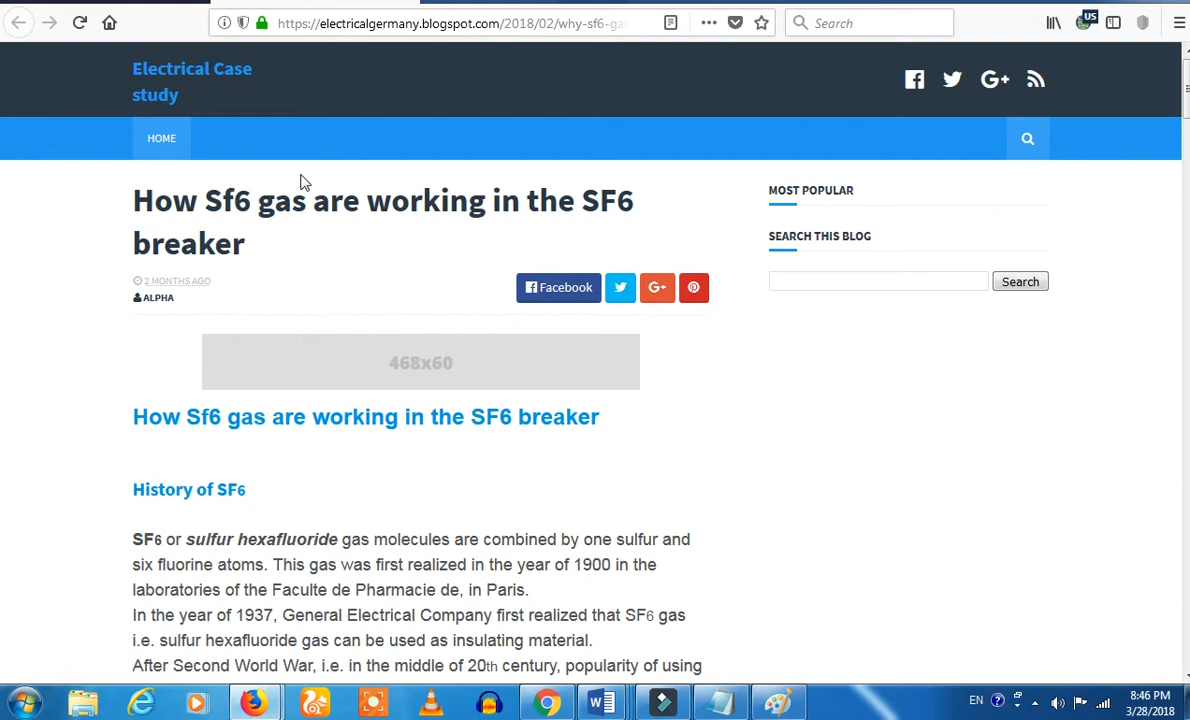 https://electricalgermany.blogspot.com/2018/02/why-sf6-ga
Search
US
Electrical Case
study
G+
HOME
How Sf6 gas are working in the SF6
breaker
2 MONTHS AGO
ALPHA
Facebook
G+
MOST POPULAR
SEARCH THIS BLOG
Search
468x60
How Sf6 gas are working in the SF6 breaker
History of SF6
SF6 or sulfur hexafluoride gas molecules are combined by one sulfur and
six fluorine atoms. This gas was first realized in the year of 1900 in the
laboratories of the Faculte de Pharmacie de, in Paris.
In the year of 1937, General Electrical Company first realized that SF6 gas
i.e. sulfur hexafluoride gas can be used as insulating material.
After Second World War, i.e. in the middle of 20th century, popularity of using
EN
8:46 PM
3/28/2018